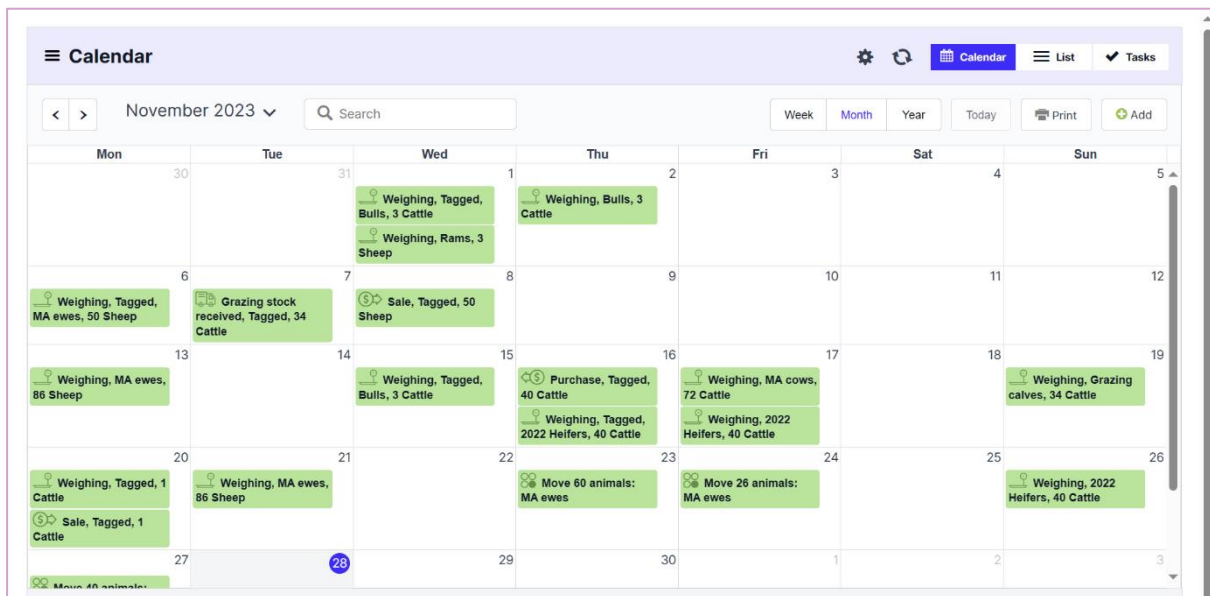 Calendar
Calendar
List
Tasks
November 2023
Search
Week
Month
Year
Today
Print
Add
Mon Tue Wed Thu Fri Sat Sun
30 31 1 2 3 4 5
Weighing, Tagged,
Bulls, 3 Cattle
Weighing, Rams, 3
Sheep
Weighing, Bulls, 3
Cattle
6 7 8 9 10 11 12
Weighing, Tagged,
MA ewes, 50 Sheep
Grazing stock
received, Tagged, 34
Cattle
Sale, Tagged, 50
Sheep
13 14 15 16 17 18 19
Weighing, MA ewes,
86 Sheep
Weighing, Tagged,
Bulls, 3 Cattle
Purchase, Tagged,
40 Cattle
Weighing, Tagged,
2022 Heifers, 40 Cattle
Weighing, MA cows,
72 Cattle
Weighing, 2022
Heifers, 40 Cattle
Weighing, Grazing
calves, 34 Cattle
20 21 22 23 24 25 26
Weighing, Tagged, 1
Cattle
Sale, Tagged, 1
Cattle
Weighing, MA ewes,
86 Sheep
Move 60 animals:
MA ewes
Move 26 animals:
MA ewes
Weighing, 2022
Heifers, 40 Cattle
27 28 29 30 1 2 3
Move 40 animals: